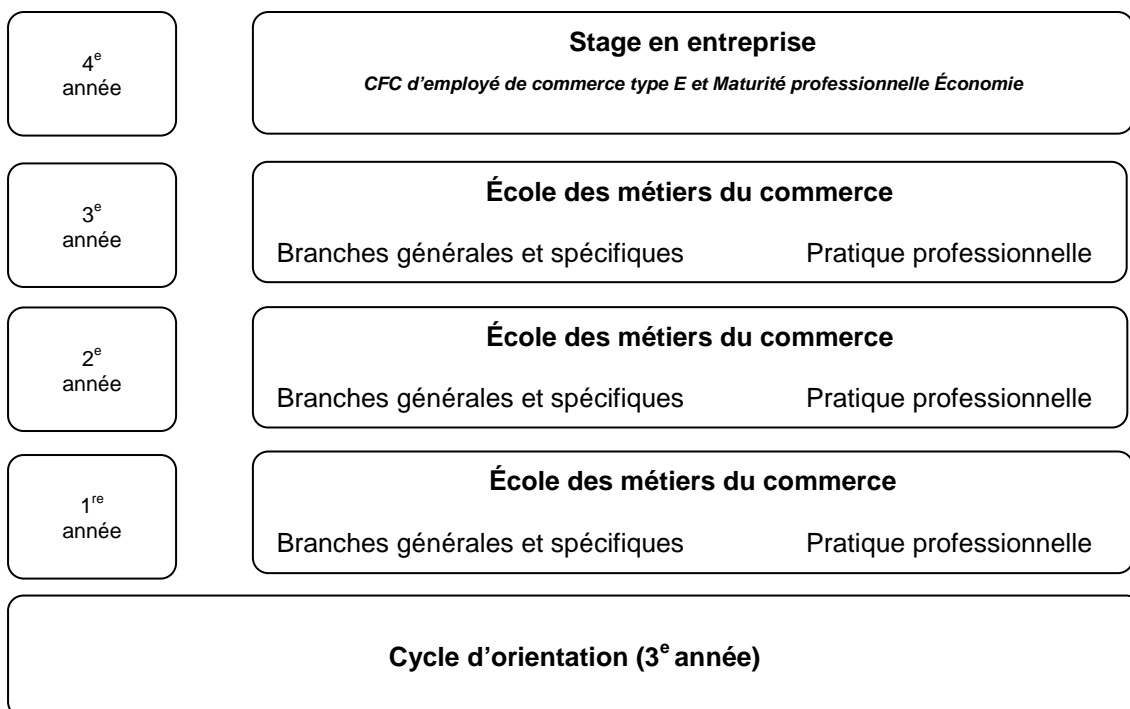 4e
année
Stage en entreprise
CFC d'employé de commerce type E et Maturité professionnelle Économie
3e
année
École des métiers du commerce
Branches générales et spécifiques Pratique professionnelle
2e
année
École des métiers du commerce
Branches générales et spécifiques Pratique professionnelle
1re
année
École des métiers du commerce
Branches générales et spécifiques Pratique professionnelle
Cycle d'orientation (3e année)